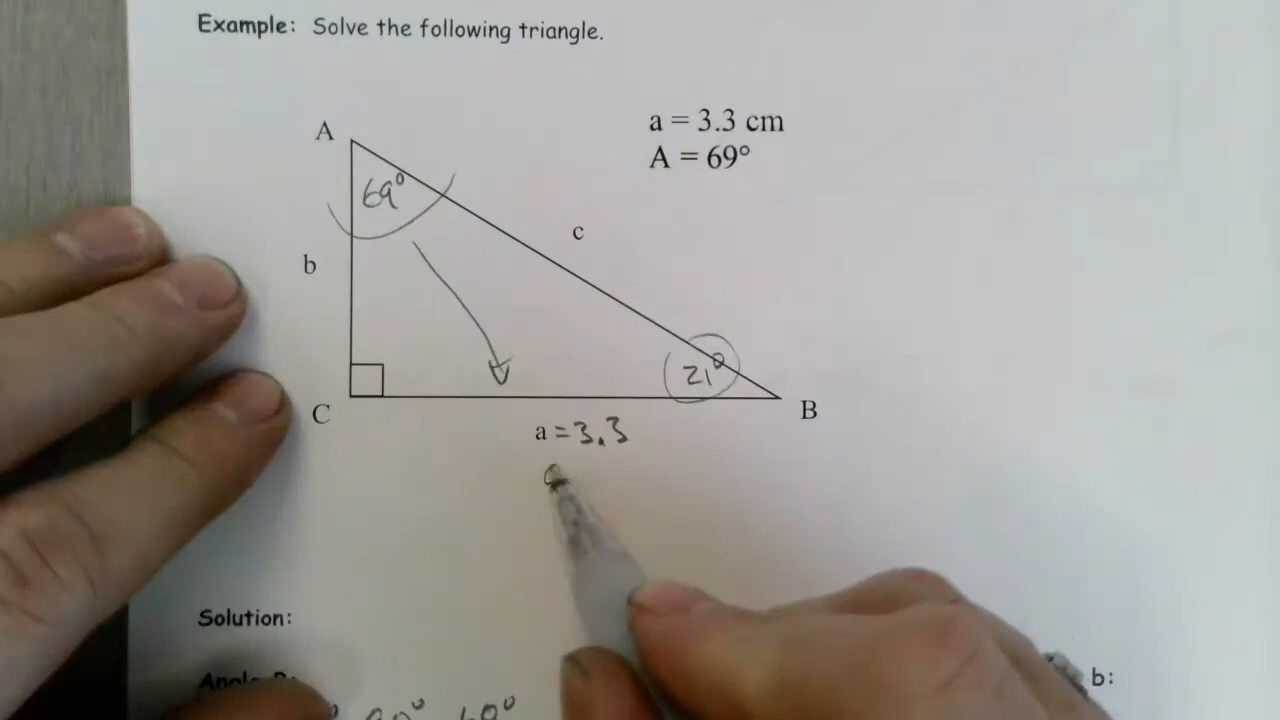 Example: Solve the following triangle.
a = 3.3 cm
A = 69°
A
69°
c
b
21°
C
B
a = 3.3
Solution:
b: